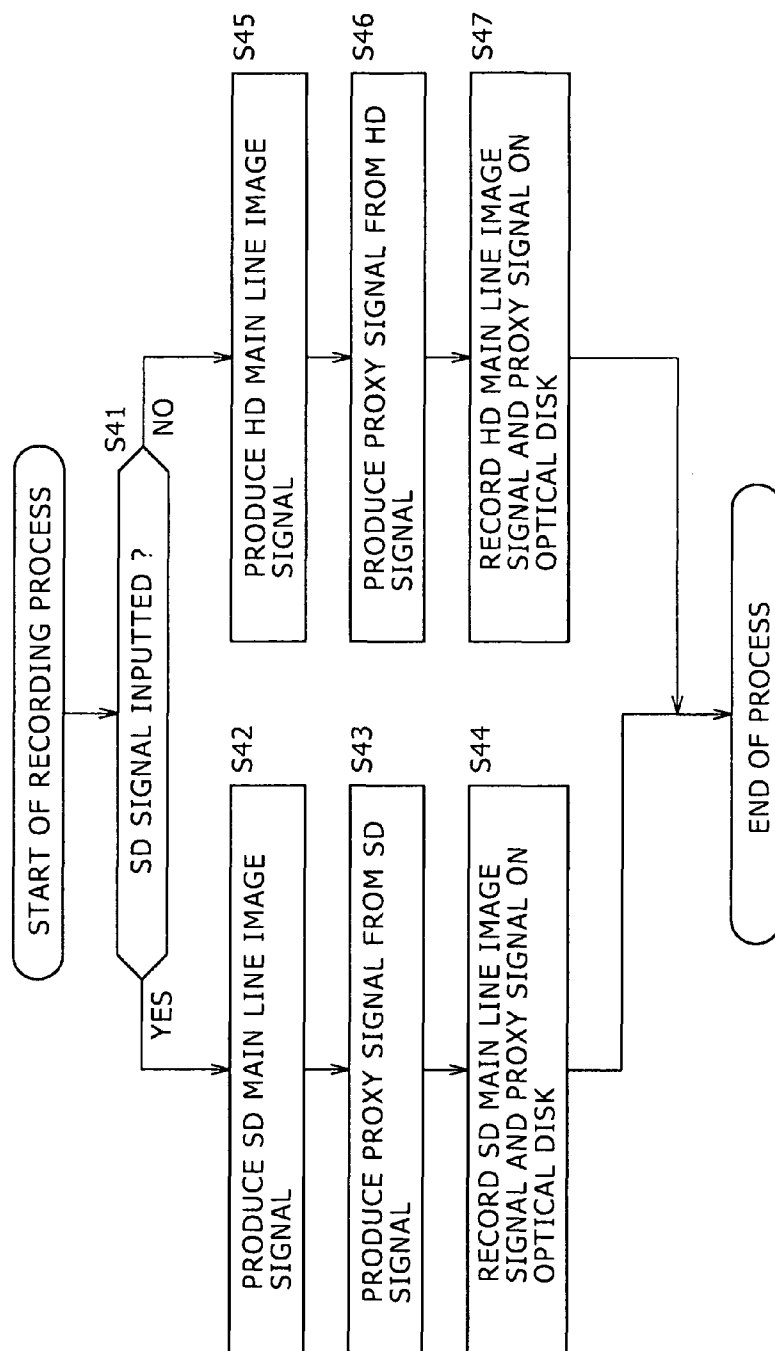 START OF RECORDING PROCESS
S41
SD SIGNAL INPUTTED ?
YES
NO
S42
PRODUCE SD MAIN LINE IMAGE
SIGNAL
S43
PRODUCE PROXY SIGNAL FROM SD
SIGNAL
S44
RECORD SD MAIN LINE IMAGE
SIGNAL AND PROXY SIGNAL ON
OPTICAL DISK
S45
PRODUCE HD MAIN LINE IMAGE
SIGNAL
S46
PRODUCE PROXY SIGNAL FROM HD
SIGNAL
S47
RECORD HD MAIN LINE IMAGE
SIGNAL AND PROXY SIGNAL ON
OPTICAL DISK
END OF PROCESS